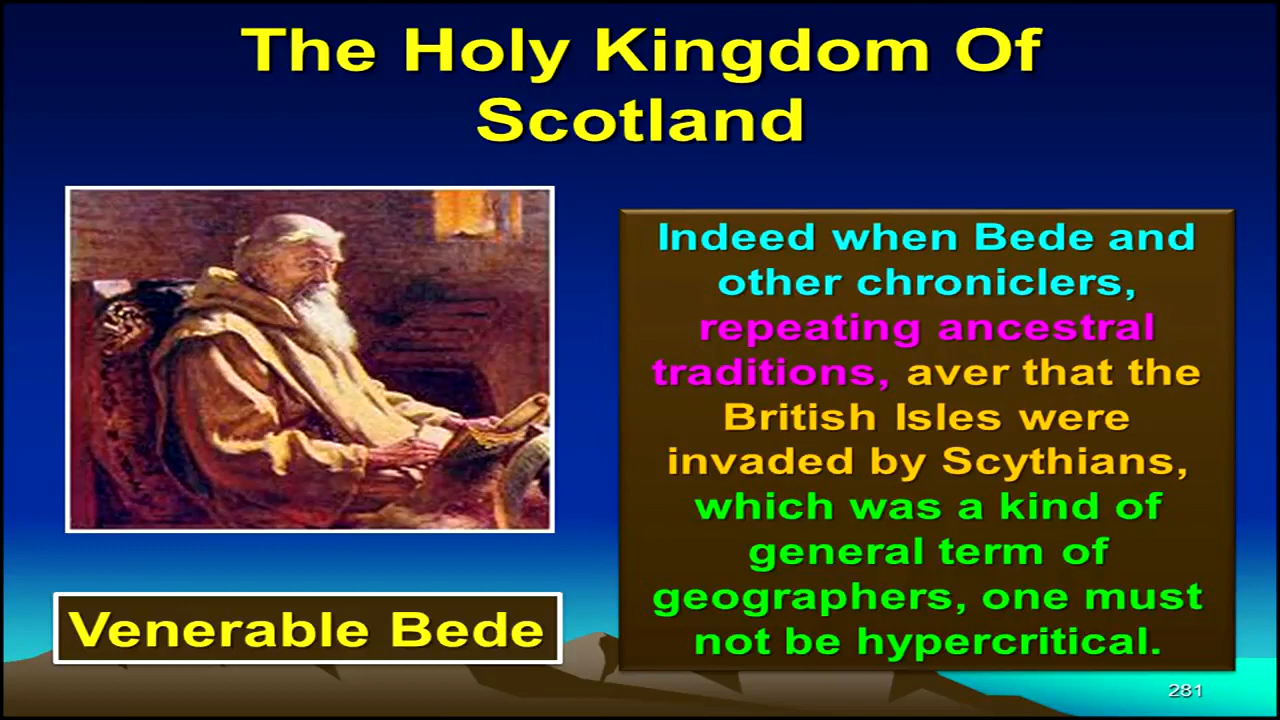 The Holy Kingdom Of
Scotland
Indeed when Bede and
other chroniclers,
repeating ancestral
traditions, aver that the
British Isles were
invaded by Scythians,
which was a kind of
general term of
geographers, one must
not be hypercritical.
Venerable Bede
281